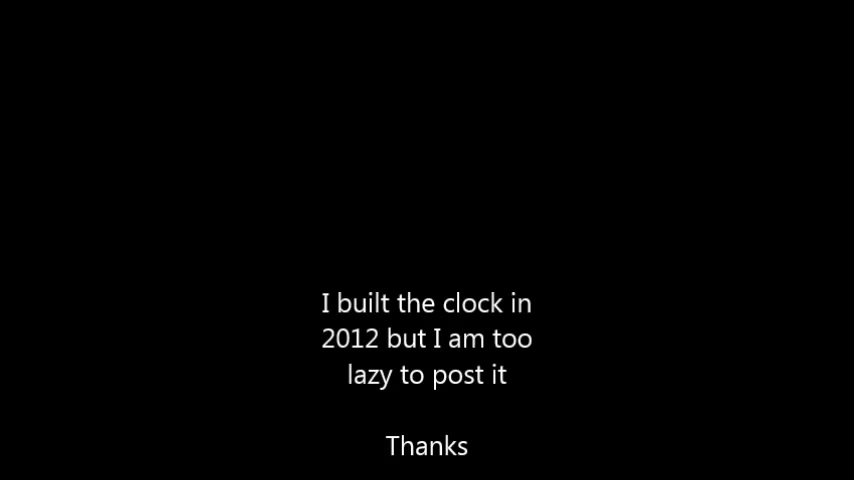 I built the clock in
2012 but I am too
lazy to post it
Thanks